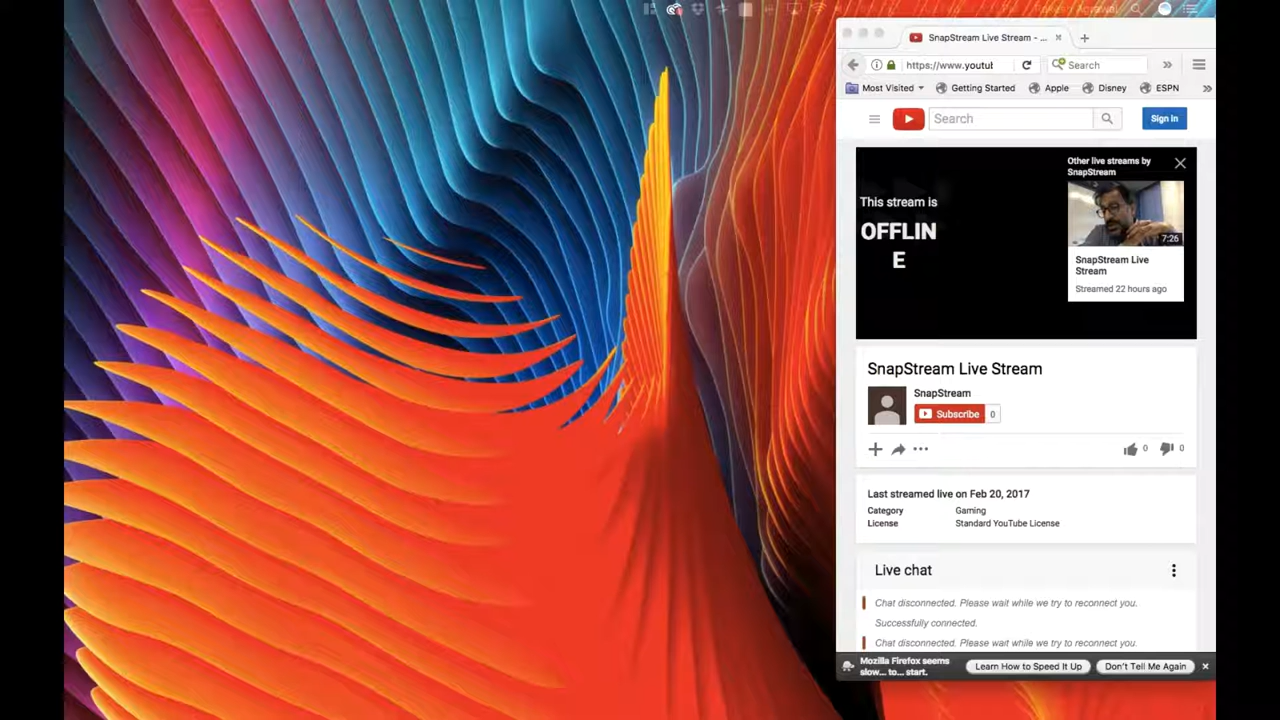 Agrawal
SnapStream Live Stream - ...
https://www.youtul
Search
Most Visited
Getting Started
Apple
Disney
ESPN
Search
Sign in
Other live streams by
SnapStream
This stream is
OFFLIN
E
7:26
SnapStream Live
Stream
Streamed 22 hours ago
SnapStream Live Stream
SnapStream
Subscribe
0
0
0
Last streamed live on Feb 20, 2017
Category Gaming
License Standard YouTube License
Live chat
Chat disconnected. Please wait while we try to reconnect you.
Successfully connected.
Chat disconnected. Please wait while we try to reconnect you.
Mozilla Firefox seems
slow... to... start.
Learn How to Speed It Up
Don't Tell Me Again